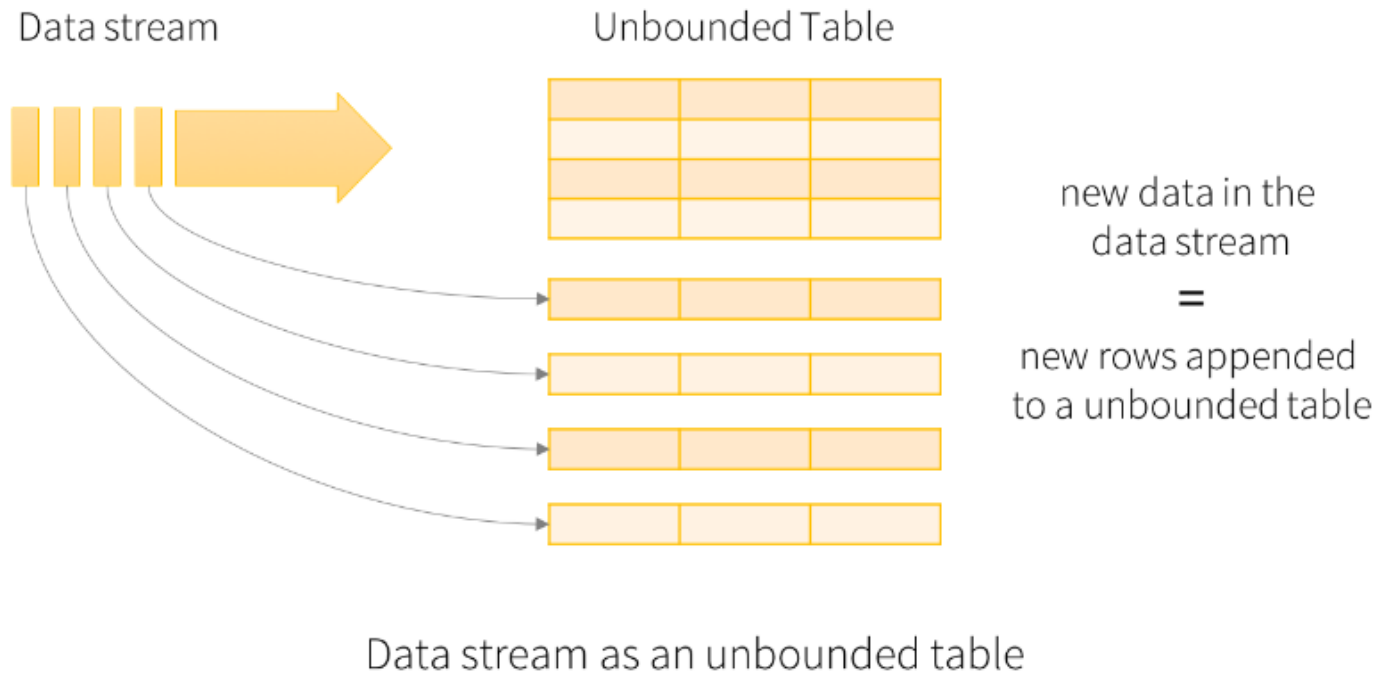 Data stream
Unbounded Table
new data in the
data stream
=
new rows appended
to a unbounded table
Data stream as an unbounded table